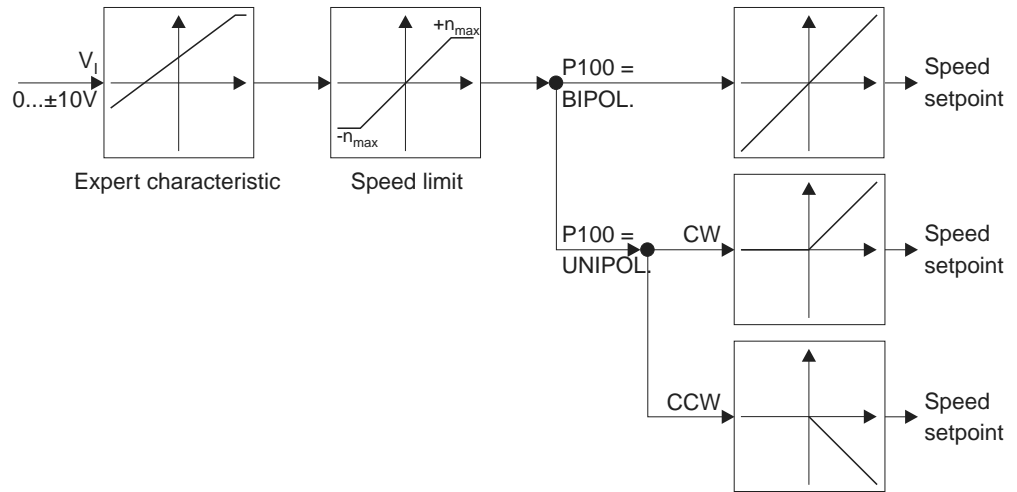 V_I
0...±10V
Expert characteristic
+n_max
-n_max
Speed limit
P100 =
BIPOL.
Speed
setpoint
P100 =
UNIPOL.
CW
Speed
setpoint
CCW
Speed
setpoint